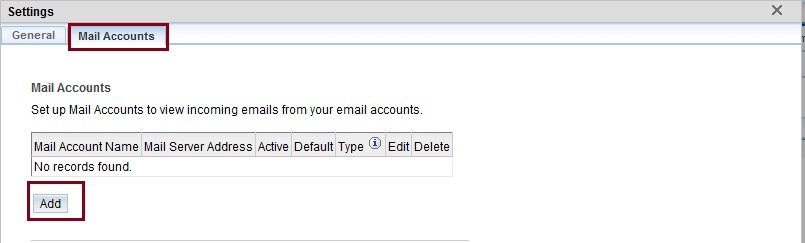 Settings
General Mail Accounts
Mail Accounts
Set up Mail Accounts to view incoming emails from your email accounts.
Mail Account Name Mail Server Address Active Default Type i Edit Delete
No records found.
Add